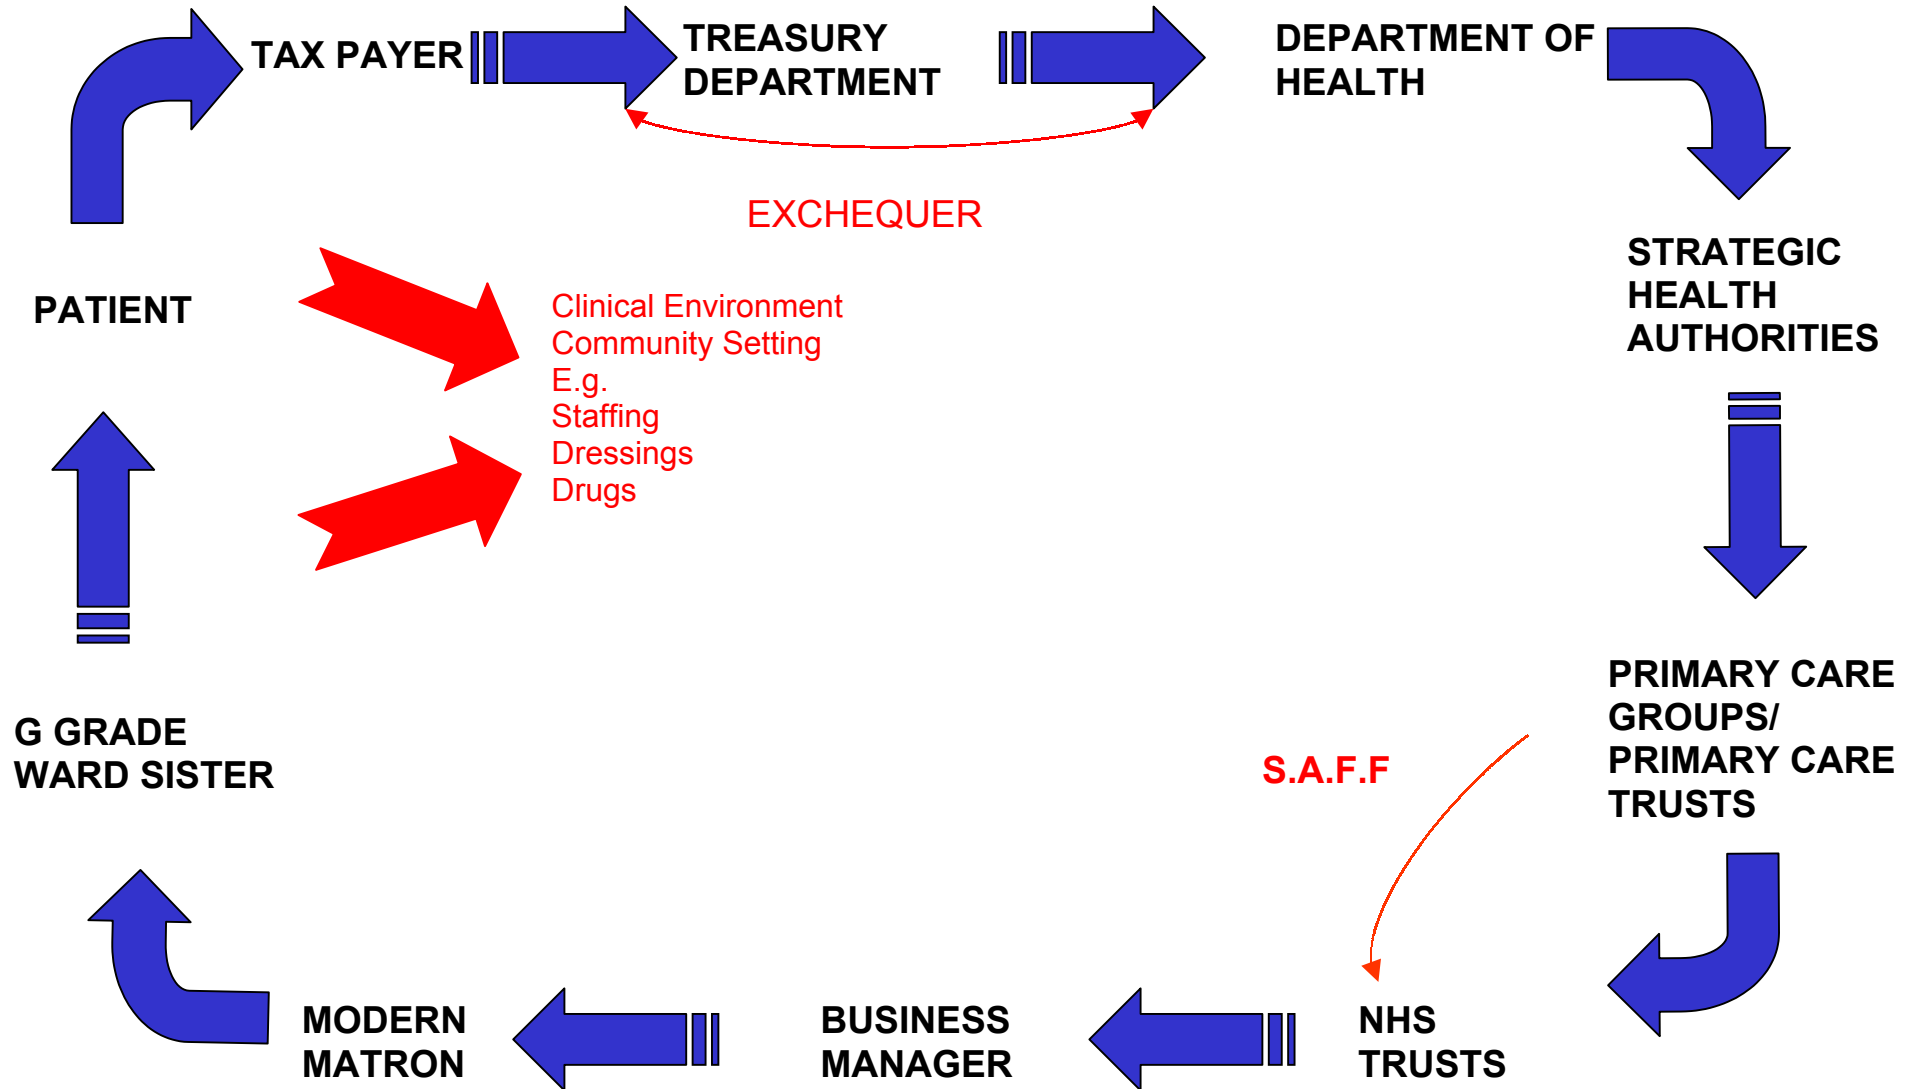 TAX PAYER
TREASURY
DEPARTMENT
DEPARTMENT OF
HEALTH
EXCHEQUER
STRATEGIC
HEALTH
AUTHORITIES
PATIENT
Clinical Environment
Community Setting
E.g.
Staffing
Dressings
Drugs
PRIMARY CARE
GROUPS/
PRIMARY CARE
TRUSTS
G GRADE
WARD SISTER
S.A.F.F
MODERN
MATRON
BUSINESS
MANAGER
NHS
TRUSTS